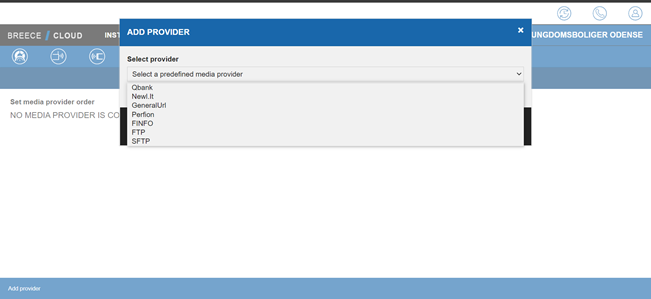 BREECE / CLOUD
INST
UNGDOMSBOLIGER ODENSE
ADD PROVIDER
×
Select provider
Select a predefined media provider
Qbank
Newl.It
GeneralUrl
Perfion
FINFO
FTP
SFTP
Set media provider order
NO MEDIA PROVIDER IS CO
Add provider